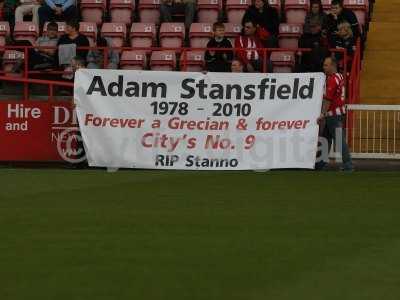 Adam Stansfield
1978 - 2010
Forever a Grecian & forever
City's No. 9
RIP Stanno
Hire
and